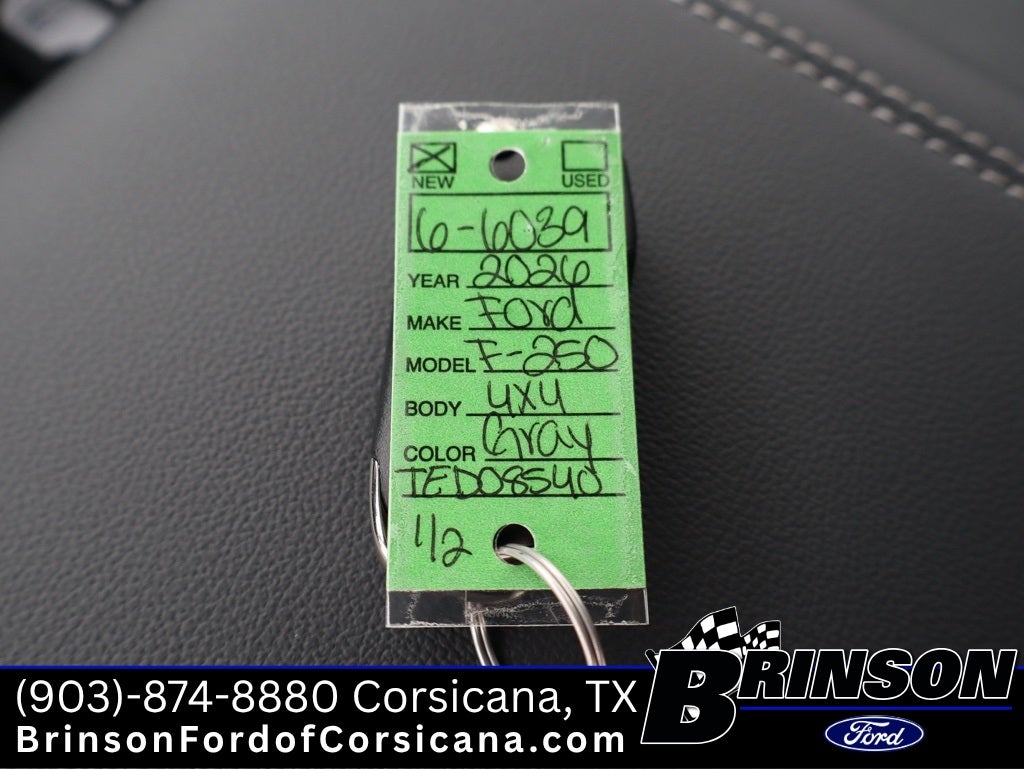 NEW USED
6-6039
YEAR 2026
MAKE Ford
MODEL F-250
BODY 4X4
COLOR Gray
TED08540
1/2
(903)-874-8880 Corsicana, TX
BrinsonFordofCorsicana.com
BRINSON
Ford